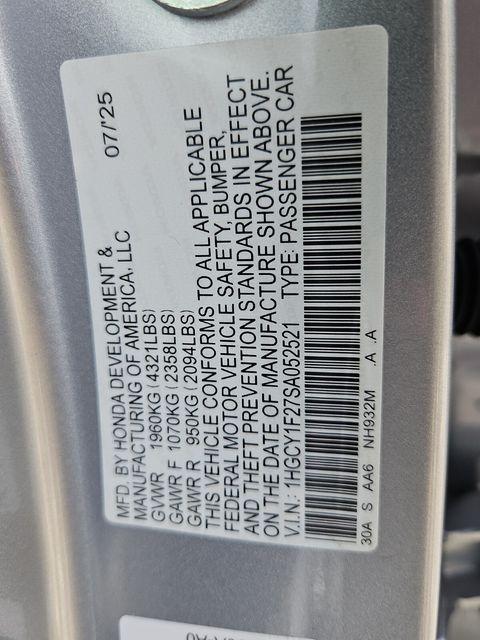 MFD. BY HONDA DEVELOPMENT & 07/'25
MANUFACTURING OF AMERICA, LLC
GVWR 1960KG (4321LBS)
GAWR F 1070KG (2358LBS)
GAWR R 950KG (2094LBS)
THIS VEHICLE CONFORMS TO ALL APPLICABLE
FEDERAL MOTOR VEHICLE SAFETY, BUMPER,
AND THEFT PREVENTION STANDARDS IN EFFECT
ON THE DATE OF MANUFACTURE SHOWN ABOVE.
V.I.N.: 1HGCY1F27SA052521 TYPE: PASSENGER CAR
30A S AA6 NH932M .A .A